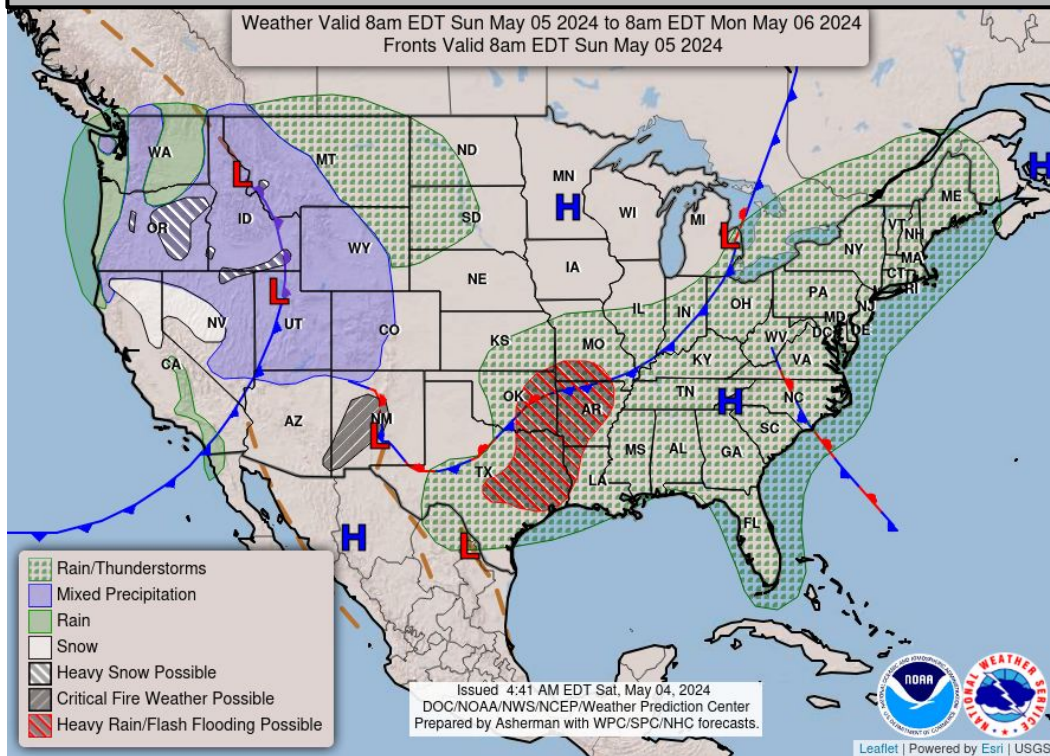 Weather Valid 8am EDT Sun May 05 2024 to 8am EDT Mon May 06 2024
Fronts Valid 8am EDT Sun May 05 2024
WA
MT
ND
MN
ME
L
H
OR
ID
SD
WI
MI
L
VT
NH
NY
MA
CT
RI
WY
H
IA
NE
PA
NJ
L
NV
UT
CO
IL
IN
OH
MD
DE
DC
WV
VA
KS
MO
KY
CA
AZ
NM
L
OK
AR
TN
H
NC
SC
TX
MS
AL
GA
LA
FL
H
L
Rain/Thunderstorms
Mixed Precipitation
Rain
Snow
Heavy Snow Possible
Critical Fire Weather Possible
Heavy Rain/Flash Flooding Possible
Issued 4:41 AM EDT Sat, May 04, 2024
DOC/NOAA/NWS/NCEP/Weather Prediction Center
Prepared by Asherman with WPC/SPC/NHC forecasts.
NOAA
NATIONAL WEATHER SERVICE
Leaflet | Powered by Esri | USGS